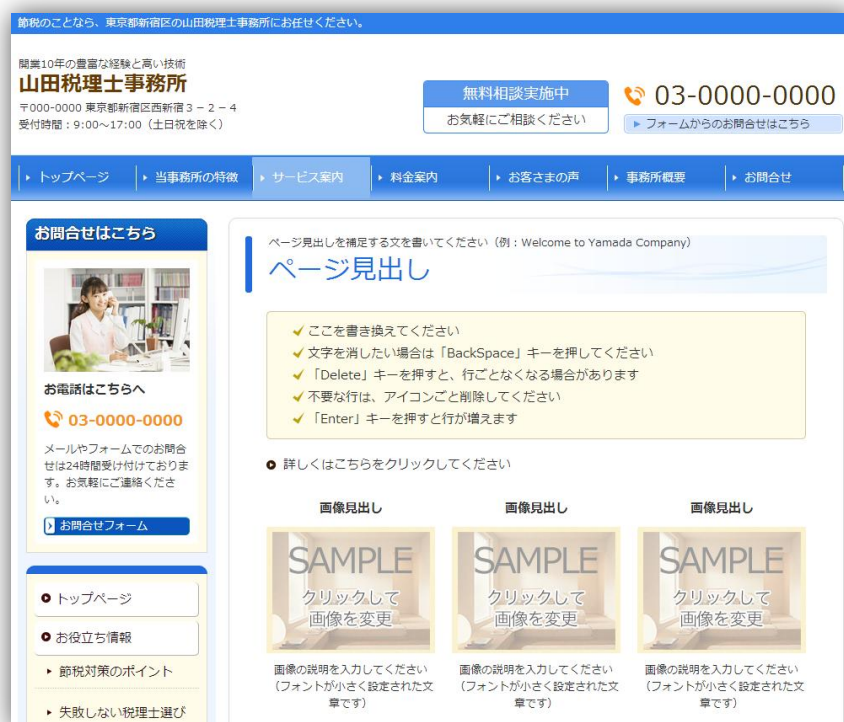 節税のことなら、東京都新宿区の山田税理士事務所にお任せください。
開業10年の豊富な経験と高い技術
山田税理士事務所
〒000-0000 東京都新宿区西新宿３－２－４
受付時間：9:00～17:00（土日祝を除く）
無料相談実施中
お気軽にご相談ください
03-0000-0000
フォームからのお問合せはこちら
トップページ
当事務所の特徴
サービス案内
料金案内
お客さまの声
事務所概要
お問合せ
お問合せはこちら
お電話はこちらへ
03-0000-0000
メールやフォームでのお問合
せは24時間受け付けておりま
す。お気軽にご連絡くださ
い。
お問合せフォーム
トップページ
お役立ち情報
節税対策のポイント
失敗しない税理士選び
ページ見出しを補足する文を書いてください（例：Welcome to Yamada Company）
ページ見出し
ここを書き換えてください
文字を消したい場合は「BackSpace」キーを押してください
「Delete」キーを押すと、行ごとなくなる場合があります
不要な行は、アイコンごと削除してください
「Enter」キーを押すと行が増えます
詳しくはこちらをクリックしてください
画像見出し
SAMPLE
クリックして
画像を変更
画像の説明を入力してください
（フォントが小さく設定された文
章です）
画像見出し
SAMPLE
クリックして
画像を変更
画像の説明を入力してください
（フォントが小さく設定された文
章です）
画像見出し
SAMPLE
クリックして
画像を変更
画像の説明を入力してください
（フォントが小さく設定された文
章です）